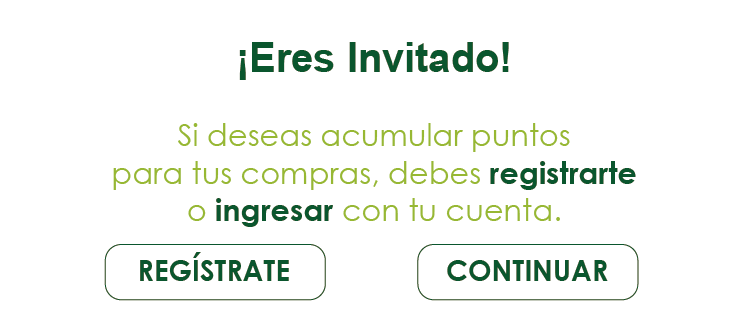 ¡Eres Invitado!
Si deseas acumular puntos
para tus compras, debes registrarte
o ingresar con tu cuenta.
REGÍSTRATE
CONTINUAR